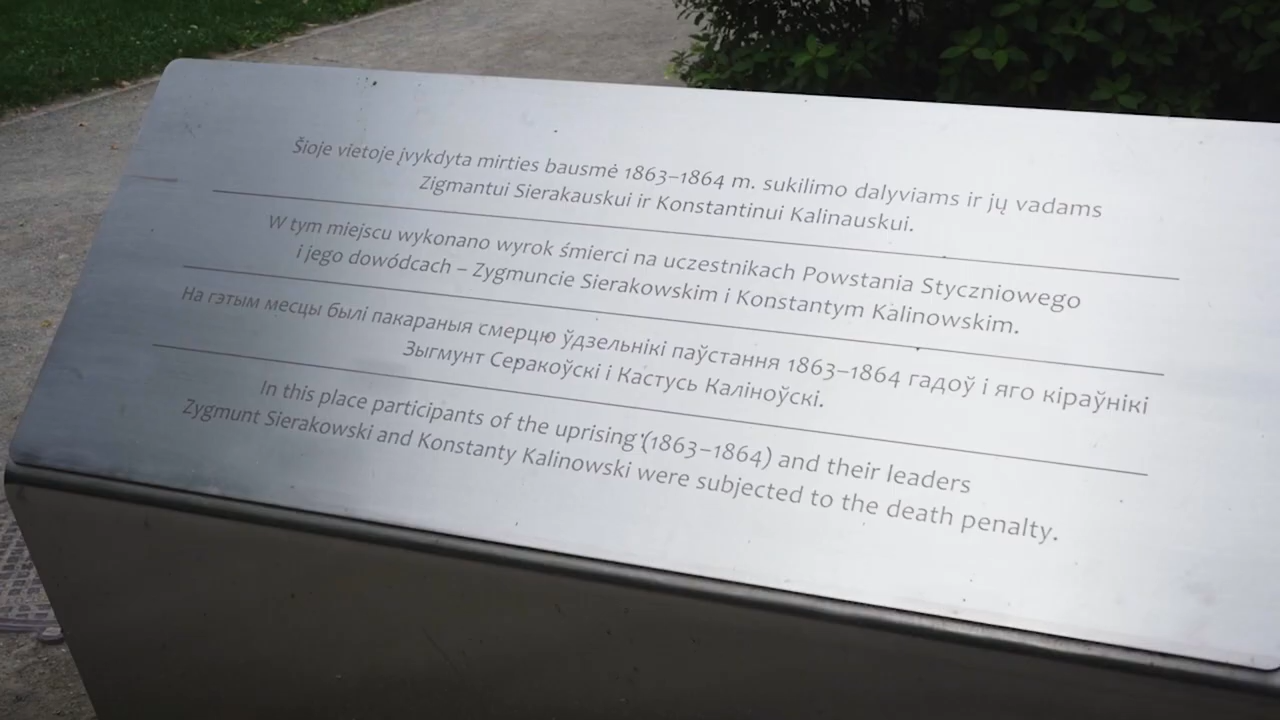 Šioje vietoje įvykdyta mirties bausmė 1863–1864 m. sukilimo dalyviams ir jų vadams
Zigmantui Sierakauskui ir Konstantinui Kalinauskui.
W tym miejscu wykonano wyrok śmierci na uczestnikach Powstania Styczniowego
i jego dowódcach – Zygmuncie Sierakowskim i Konstantym Kalinowskim.
На гэтым месцы былі пакараныя смерцю ўдзельнікі паўстання 1863–1864 гадоў і яго кіраўнікі
Зыгмунт Серакоўскі і Кастусь Каліноўскі.
In this place participants of the uprising (1863–1864) and their leaders
Zygmunt Sierakowski and Konstanty Kalinowski were subjected to the death penalty.